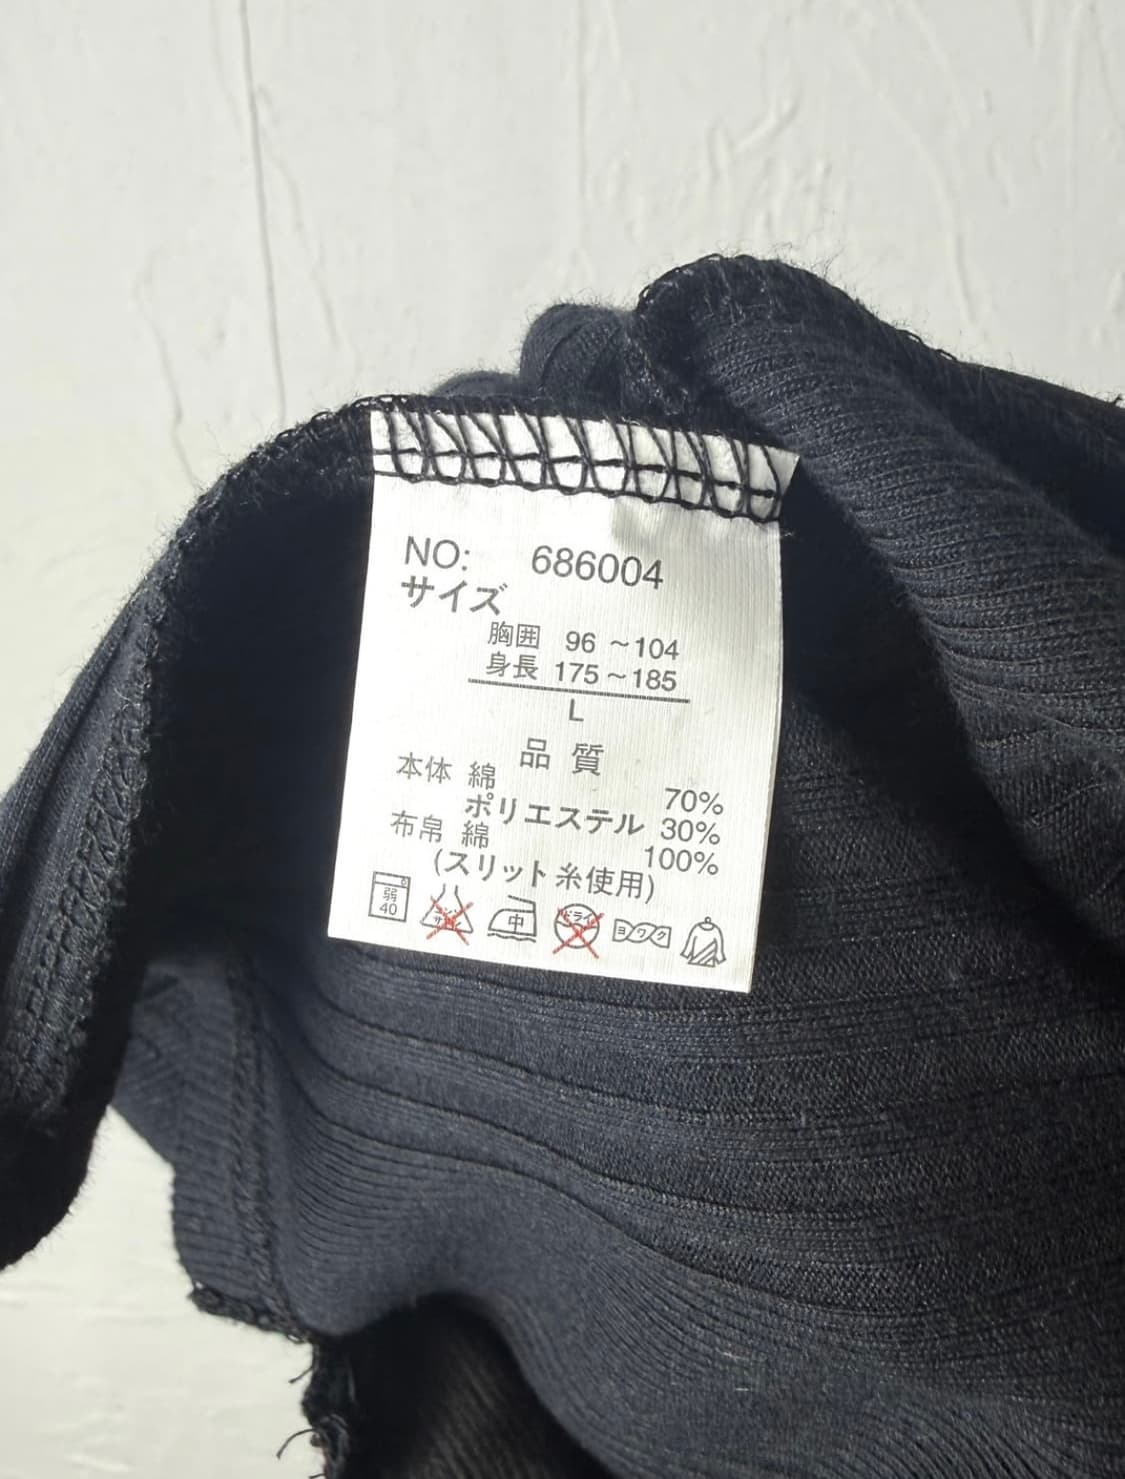 NO: 686004
サイズ
胸囲 96 ~104
身長 175~185
L
品質
本体 綿 70%
ポリエステル 30%
布帛 綿 100%
(スリット糸使用)
弱 40 中 ドライ ヨワク